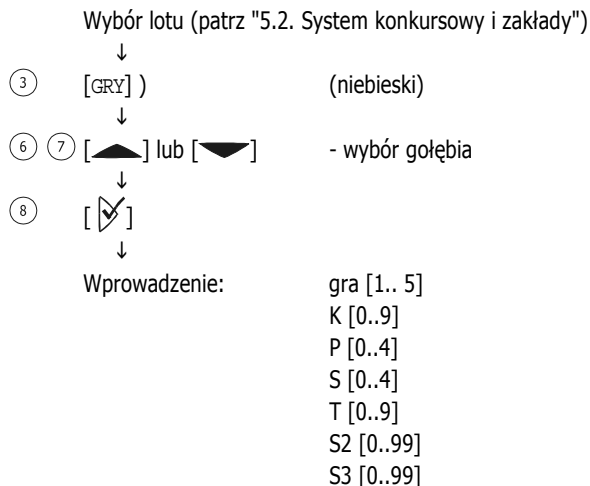 Wybór lotu (patrz "5.2. System konkursowy i zakłady")
↓
3 [GRY] ) (niebieski)
↓
6 7 [▲] lub [▼] - wybór gołębia
↓
8 [ ✓ ]
↓
Wprowadzenie: gra [1.. 5]
K [0..9]
P [0..4]
S [0..4]
T [0..9]
S2 [0..99]
S3 [0..99]